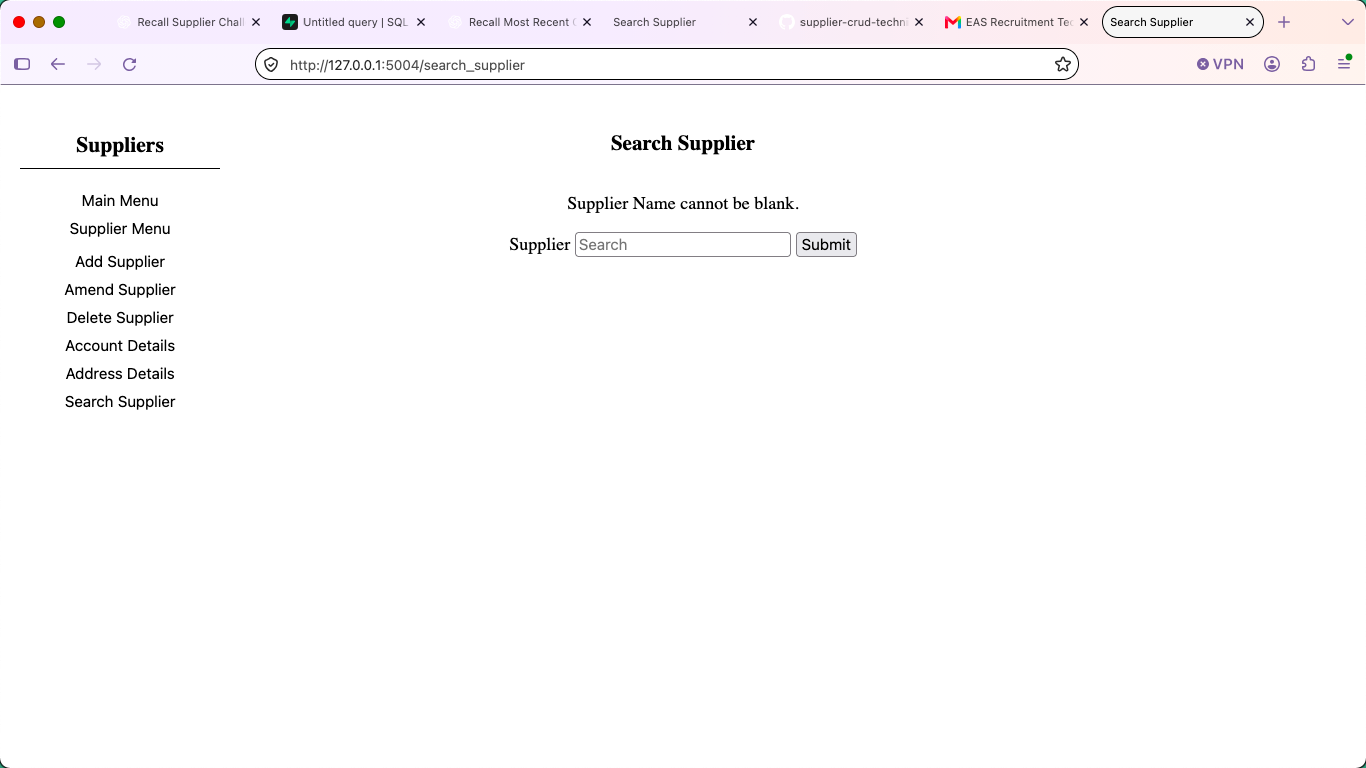 Recall Supplier Chall
Untitled query | SQL
Recall Most Recent
Search Supplier
supplier-crud-techni
EAS Recruitment Tec
Search Supplier
http://127.0.0.1:5004/search_supplier
VPN
Suppliers
Main Menu
Supplier Menu
Add Supplier
Amend Supplier
Delete Supplier
Account Details
Address Details
Search Supplier
Search Supplier
Supplier Name cannot be blank.
Supplier Search Submit